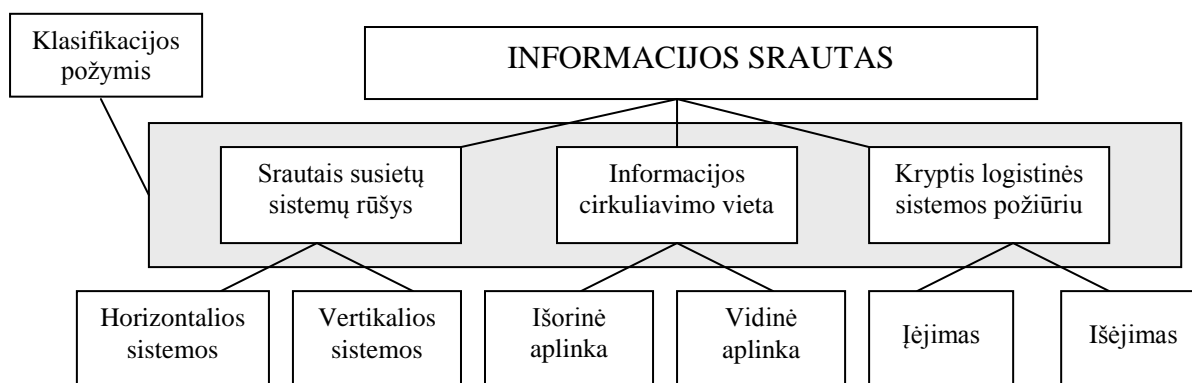 Klasifikacijos
požymis
INFORMACIJOS SRAUTAS
Srautais susietų
sistemų rūšys
Informacijos
cirkuliavimo vieta
Kryptis logistinės
sistemos požiūriu
Horizontalios
sistemos
Vertikalios
sistemos
Išorinė
aplinka
Vidinė
aplinka
Įėjimas
Išėjimas